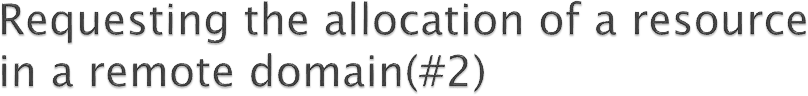 Requesting the allocation of a resource
in a remote domain(#2)